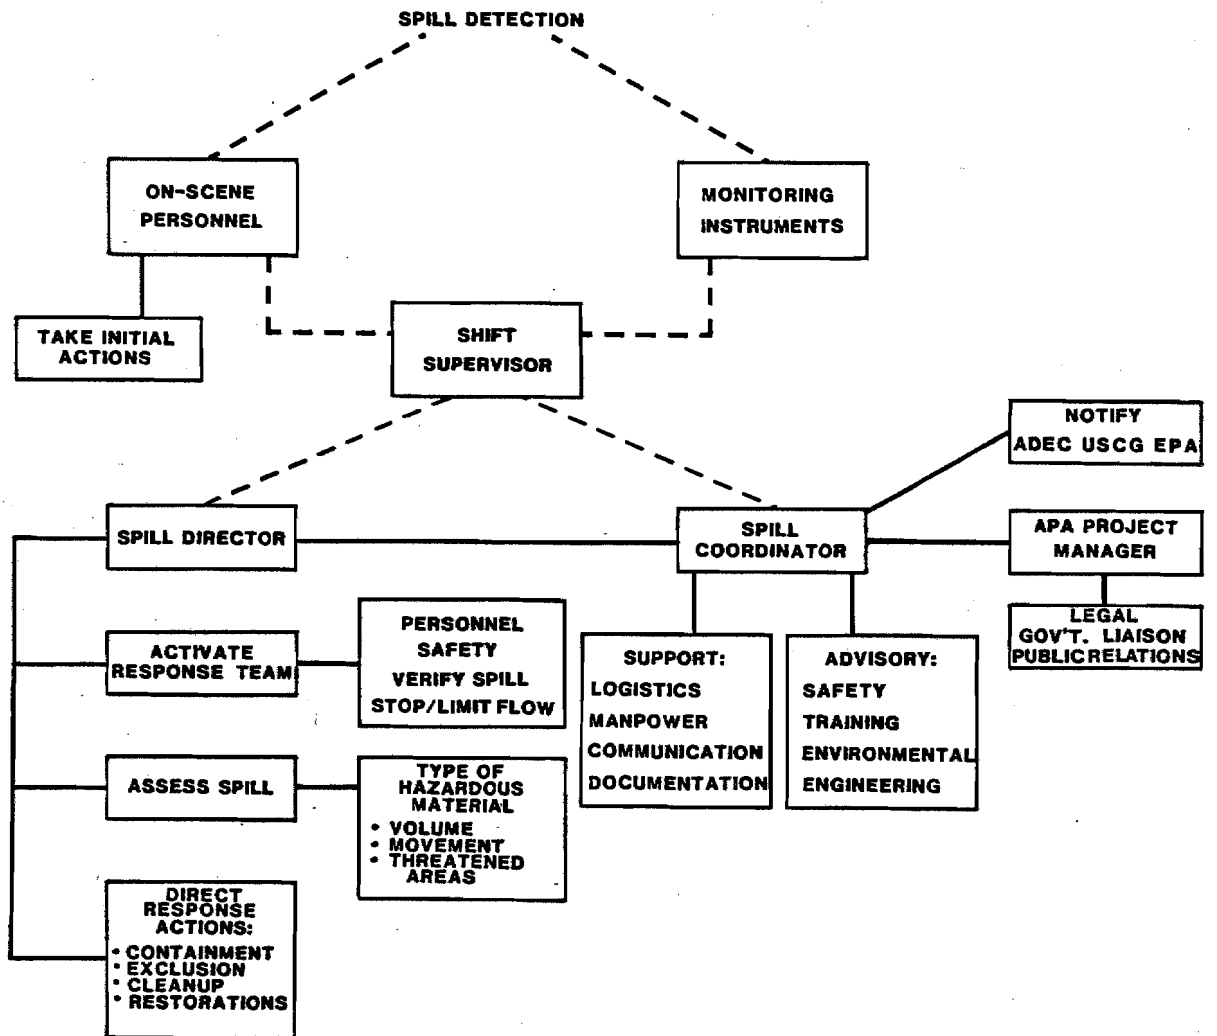 SPILL DETECTION
ON-SCENE
PERSONNEL
MONITORING
INSTRUMENTS
TAKE INITIAL
ACTIONS
SHIFT
SUPERVISOR
NOTIFY
ADEC USCG EPA
SPILL DIRECTOR
SPILL
COORDINATOR
APA PROJECT
MANAGER
LEGAL
GOV'T. LIAISON
PUBLIC RELATIONS
ACTIVATE
RESPONSE TEAM
PERSONNEL
SAFETY
VERIFY SPILL
STOP/LIMIT FLOW
SUPPORT:
LOGISTICS
MANPOWER
COMMUNICATION
DOCUMENTATION
ADVISORY:
SAFETY
TRAINING
ENVIRONMENTAL
ENGINEERING
ASSESS SPILL
TYPE OF
HAZARDOUS
MATERIAL
• VOLUME
• MOVEMENT
• THREATENED
AREAS
DIRECT
RESPONSE
ACTIONS:
• CONTAINMENT
• EXCLUSION
• CLEANUP
• RESTORATIONS